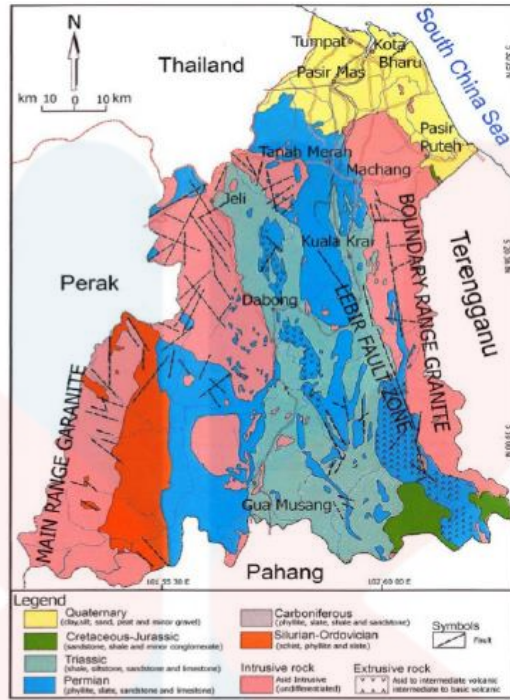 N
km 10 0 10 km
Thailand
South China Sea
Tumpat
Kota
Bharu
Pasir Mas
Pasir
Puteh
Tanah Merah
Machang
Jeli
Kuala Krai
Terengganu
Perak
Dabong
LEBIR FAULT ZONE
BOUNDARY RANGE GRANITE
MAIN RANGE GARANITE
Gua Musang
Pahang
Legend
Quaternary
(clay,silt, sand, peat and minor gravel)
Cretaceous-Jurassic
(sandstone, shale and minor conglomerate)
Triassic
(shale, siltstone, sandstone and limestone)
Permian
(phyllite, slate, sandstone and limestone)
Carboniferous
(phyllite, slate, shale and sandstone)
Silurian-Ordovician
(schist, phyllite and slate)
Intrusive rock
Acid Intrusive
(undifferentiated)
Symbols
Fault
Extrusive rock
Acid to intermediate volcanic
intermediate to basic volcanic